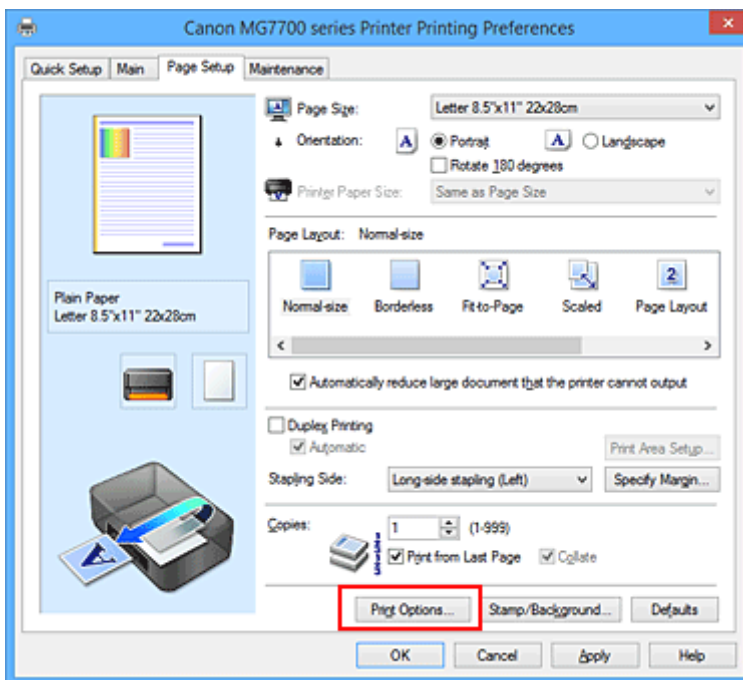 Canon MG7700 series Printer Printing Preferences
Quick Setup Main Page Setup Maintenance
Page Size: Letter 8.5"x11" 22x28cm
Orientation: A Portrait A Landscape
Rotate 180 degrees
Printer Paper Size: Same as Page Size
Page Layout: Normal-size
Normal-size Borderless Fit-to-Page Scaled Page Layout
Plain Paper
Letter 8.5"x11" 22x28cm
Automatically reduce large document that the printer cannot output
Duplex Printing
Automatic
Print Area Setup...
Stapling Side: Long-side stapling (Left) Specify Margin...
Copies: 1 (1-999)
Print from Last Page Collate
Print Options... Stamp/Background... Defaults
OK Cancel Apply Help